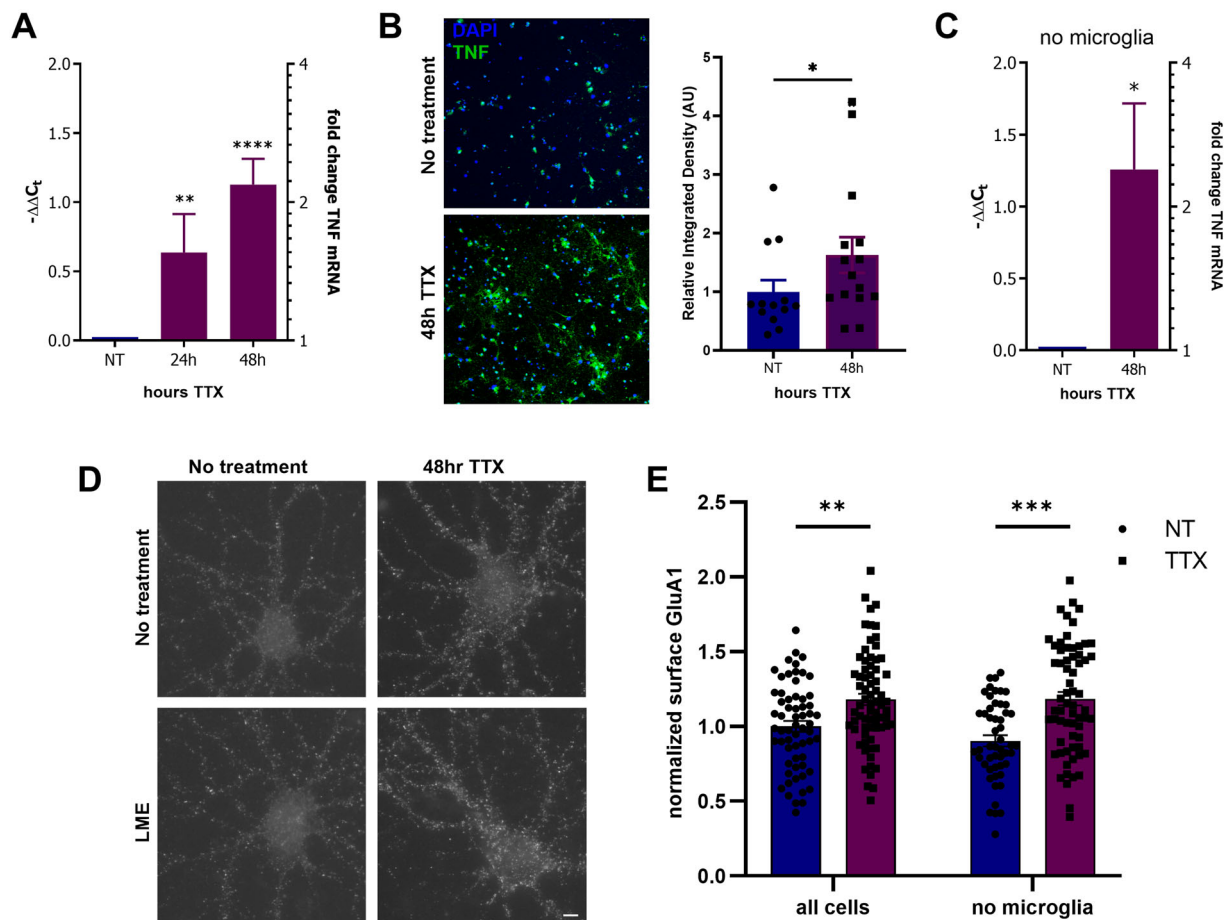 A
2.0
1.5
1.0
0.5
0.0
-ΔΔCt
**
****
4
2
1
fold change TNF mRNA
NT
24h
48h
hours TTX
B
DAPI
TNF
No treatment
48h TTX
Relative Integrated Density (AU)
5
4
3
2
1
0
*
NT
48h
hours TTX
C
no microglia
2.0
1.5
1.0
0.5
0.0
-ΔΔCt
*
4
2
1
fold change TNF mRNA
NT
48h
hours TTX
D
No treatment
48hr TTX
No treatment
LME
E
normalized surface GluA1
2.5
2.0
1.5
1.0
0.5
0.0
**
***
NT
TTX
all cells
no microglia